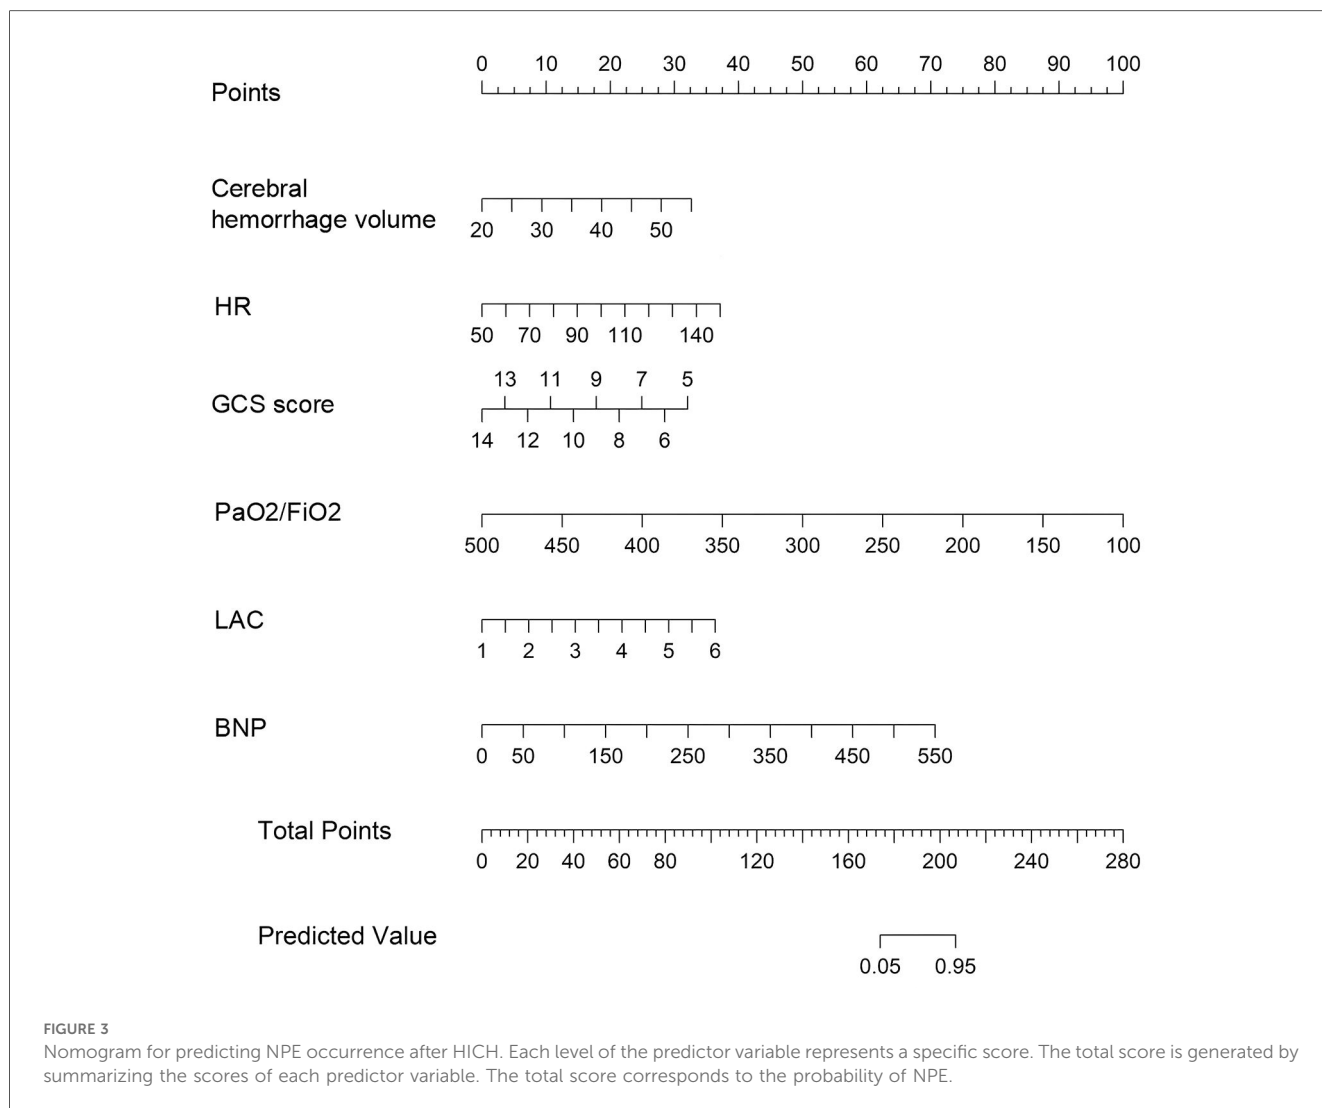 0 10 20 30 40 50 60 70 80 90 100
Points
Cerebral
hemorrhage volume
20 30 40 50
HR
50 70 90 110 140
13 11 9 7 5
GCS score
14 12 10 8 6
PaO2/FiO2
500 450 400 350 300 250 200 150 100
LAC
1 2 3 4 5 6
BNP
0 50 150 250 350 450 550
Total Points
0 20 40 60 80 120 160 200 240 280
Predicted Value
0.05 0.95
FIGURE 3
Nomogram for predicting NPE occurrence after HICH. Each level of the predictor variable represents a specific score. The total score is generated by
summarizing the scores of each predictor variable. The total score corresponds to the probability of NPE.